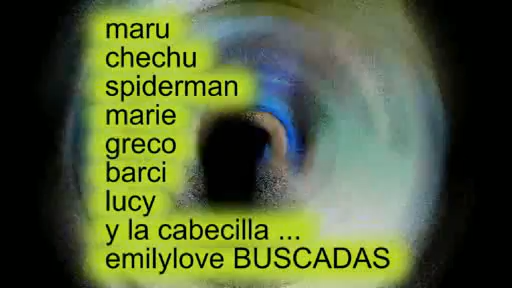 maru
chechu
spiderman
marie
greco
barci
lucy
y la cabecilla ...
emilylove BUSCADAS